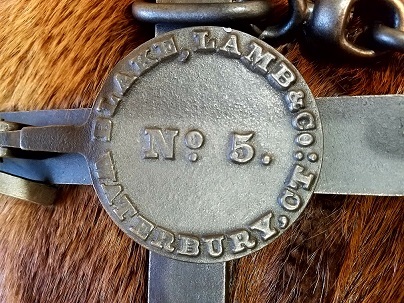 BLAKE, LAMB & CO.
No 5.
WATERBURY, CT.